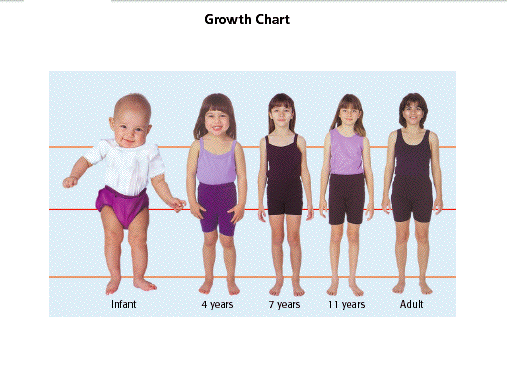 Growth Chart
Infant
4 years
7 years
11 years
Adult